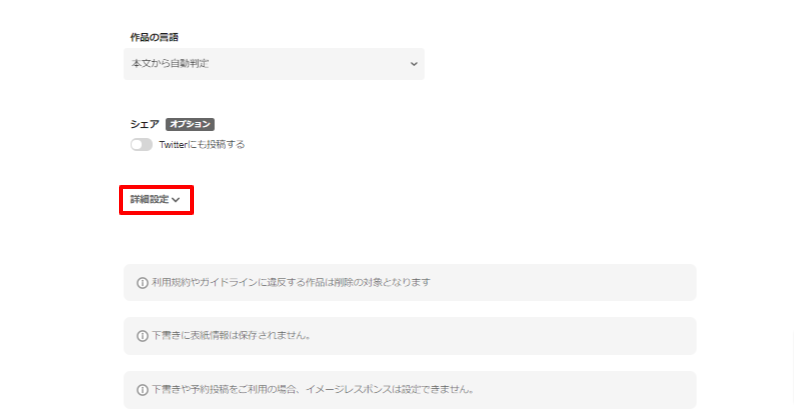 作品の言語
本文から自動判定
シェア オプション
Twitterにも投稿する
詳細設定
利用規約やガイドラインに違反する作品は削除の対象となります
下書きに表紙情報は保存されません。
下書きや予約投稿をご利用の場合、イメージレスポンスは設定できません。